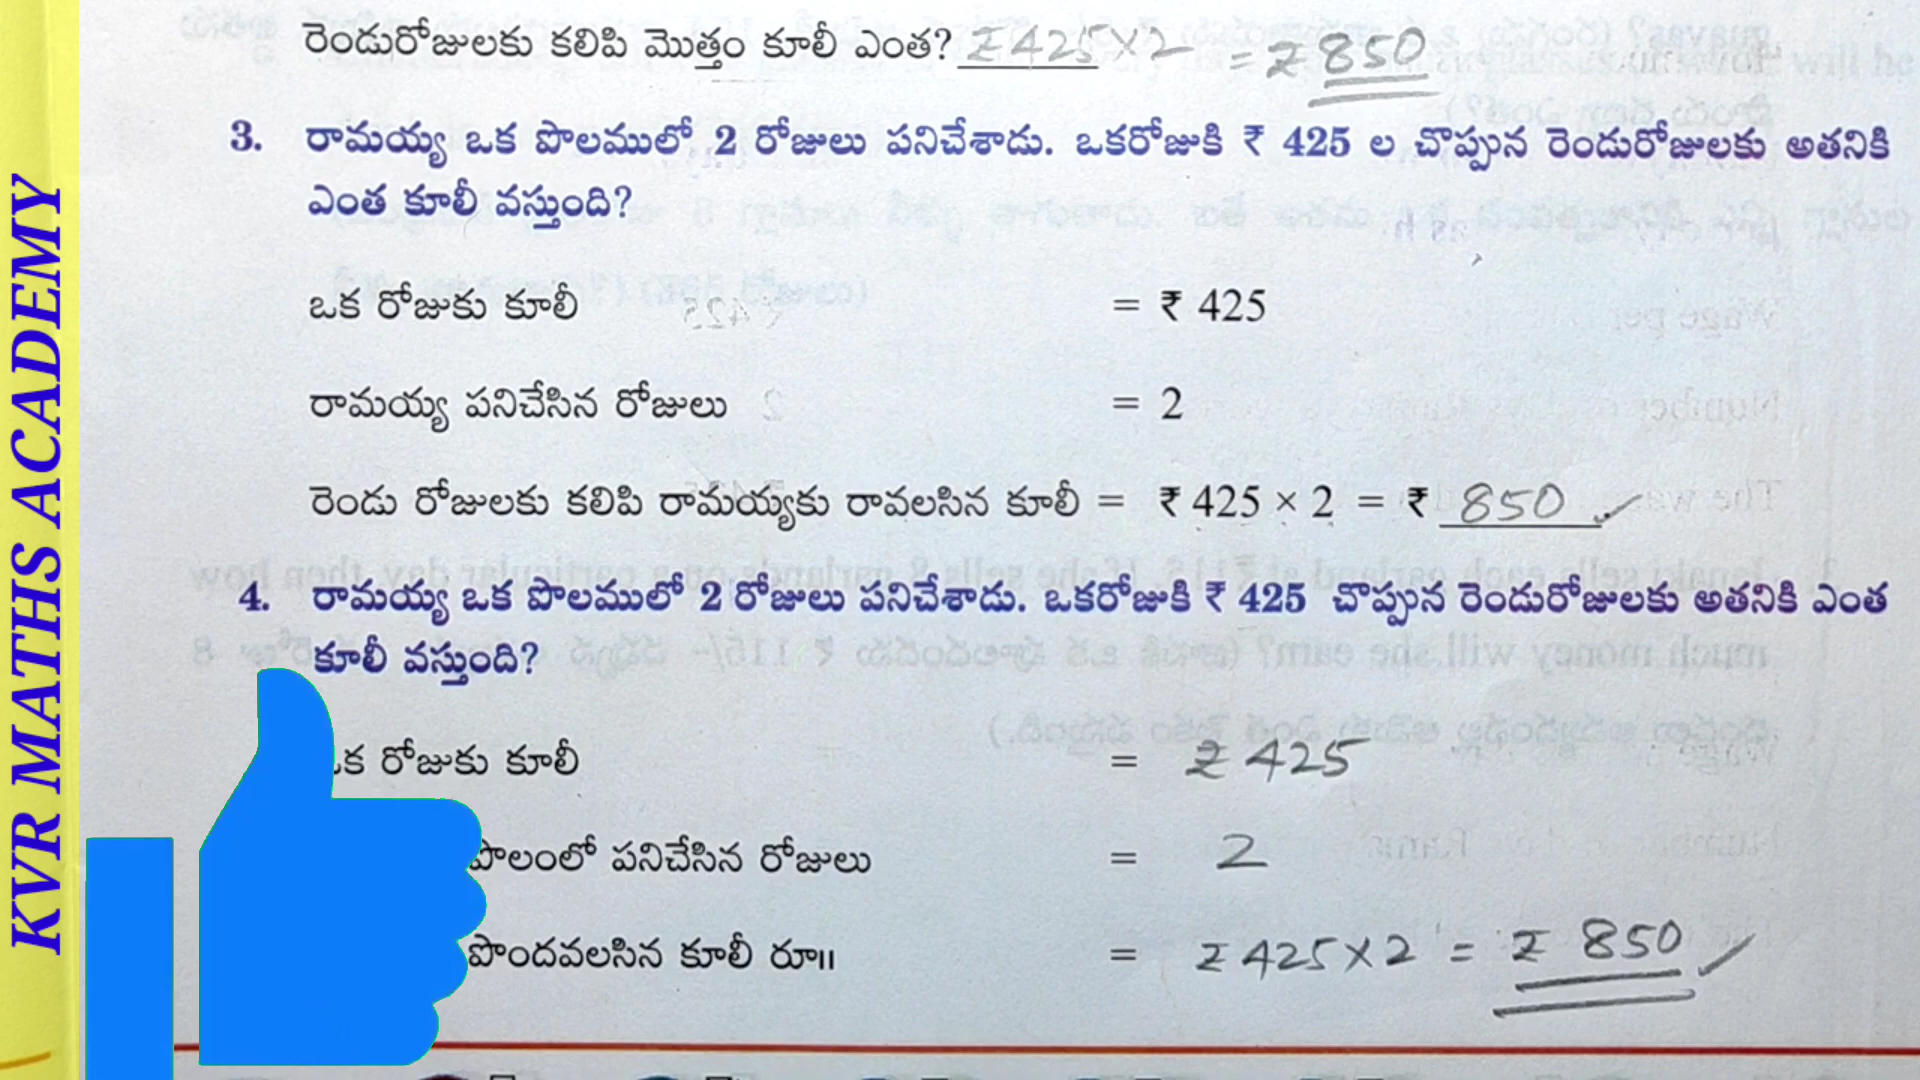 రెండురోజులకు కలిపి మొత్తం కూలీ ఎంత? ₹425×2 = ₹850
3. రామయ్య ఒక పొలములో 2 రోజులు పనిచేశాడు. ఒకరోజుకి ₹ 425 ల చొప్పున రెండురోజులకు అతనికి
ఎంత కూలీ వస్తుంది?
ఒక రోజుకు కూలీ = ₹ 425
రామయ్య పనిచేసిన రోజులు = 2
రెండు రోజులకు కలిపి రామయ్యకు రావలసిన కూలీ = ₹ 425 × 2 = ₹ 850
4. రామయ్య ఒక పొలములో 2 రోజులు పనిచేశాడు. ఒకరోజుకి ₹ 425 చొప్పున రెండురోజులకు అతనికి ఎంత
కూలీ వస్తుంది?
రోజుకు కూలీ = ₹ 425
పొలంలో పనిచేసిన రోజులు = 2
పొందవలసిన కూలీ రూ॥ = ₹ 425×2 = ₹ 850
KVR MATHS ACADEMY